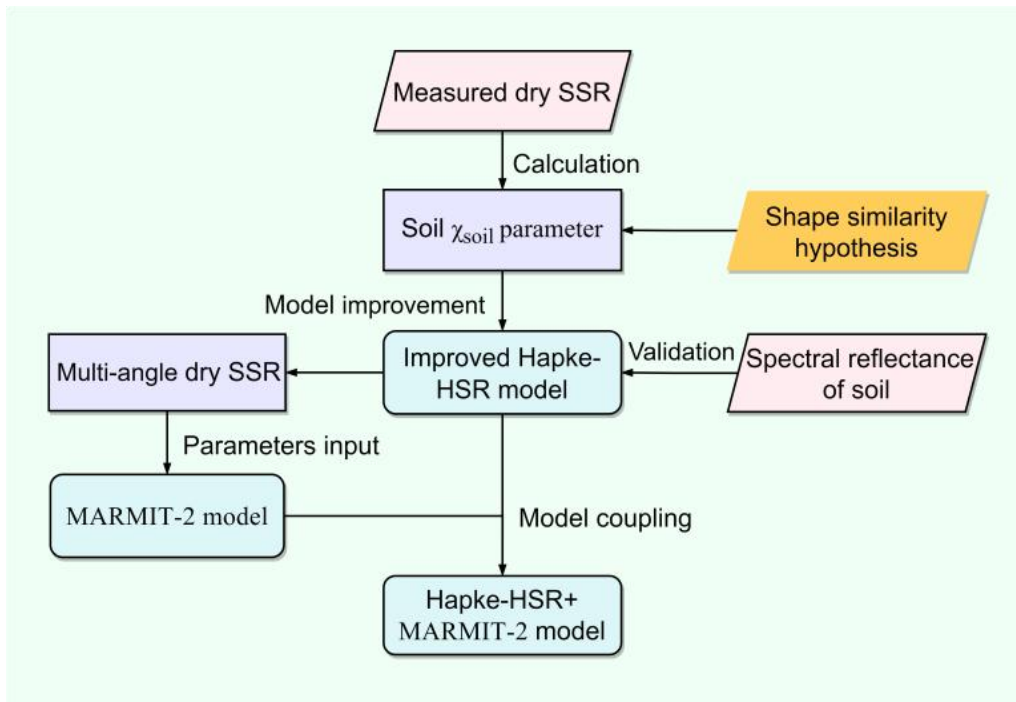 Measured dry SSR
Calculation
Soil χsoil parameter
Shape similarity
hypothesis
Model improvement
Improved Hapke-
HSR model
Validation
Spectral reflectance
of soil
Multi-angle dry SSR
Parameters input
MARMIT-2 model
Model coupling
Hapke-HSR+
MARMIT-2 model